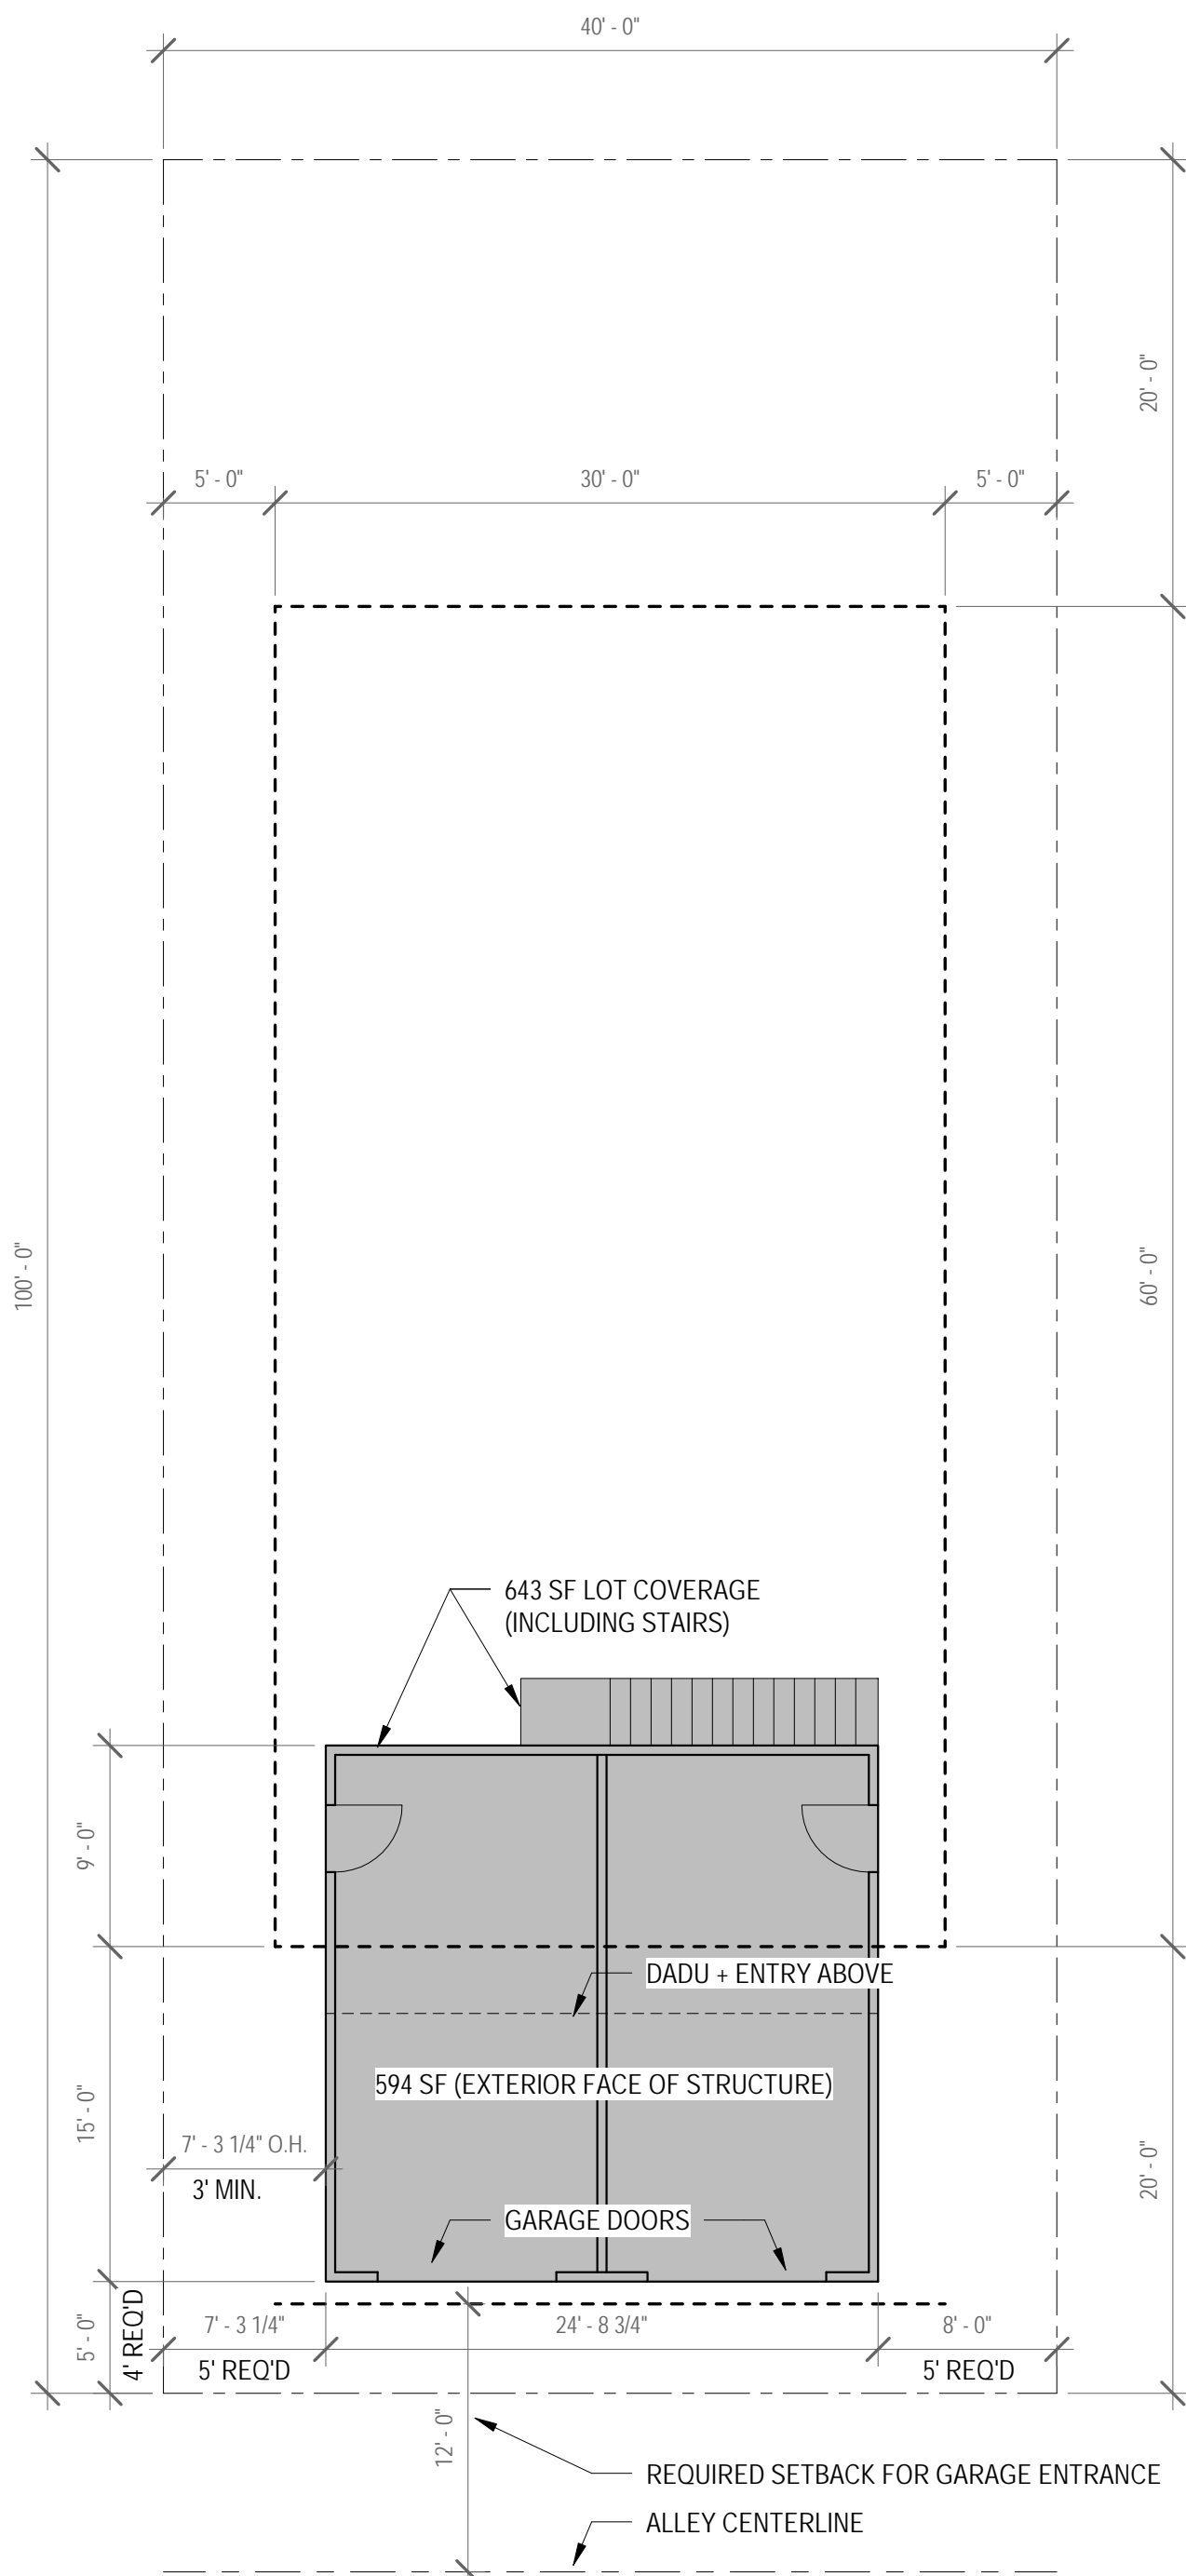 40' - 0"
20' - 0"
5' - 0"
30' - 0"
5' - 0"
100' - 0"
60' - 0"
643 SF LOT COVERAGE
(INCLUDING STAIRS)
9' - 0"
DADU + ENTRY ABOVE
594 SF (EXTERIOR FACE OF STRUCTURE)
15' - 0"
7' - 3 1/4" O.H.
3' MIN.
20' - 0"
GARAGE DOORS
5' - 0"
4' REQ'D
7' - 3 1/4"
24' - 8 3/4"
8' - 0"
5' REQ'D
5' REQ'D
12' - 0"
REQUIRED SETBACK FOR GARAGE ENTRANCE
ALLEY CENTERLINE